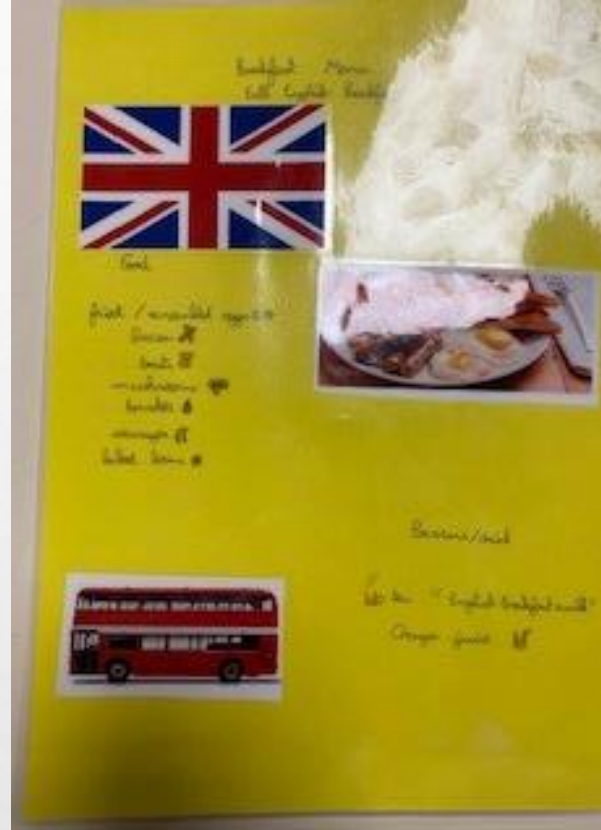 Breakfast Menu
Full English Breakfast
Food
fried / scrambled eggs
bacon
toast
mushrooms
tomatoes
sausages
baked beans
tea "English breakfast
Orange juice